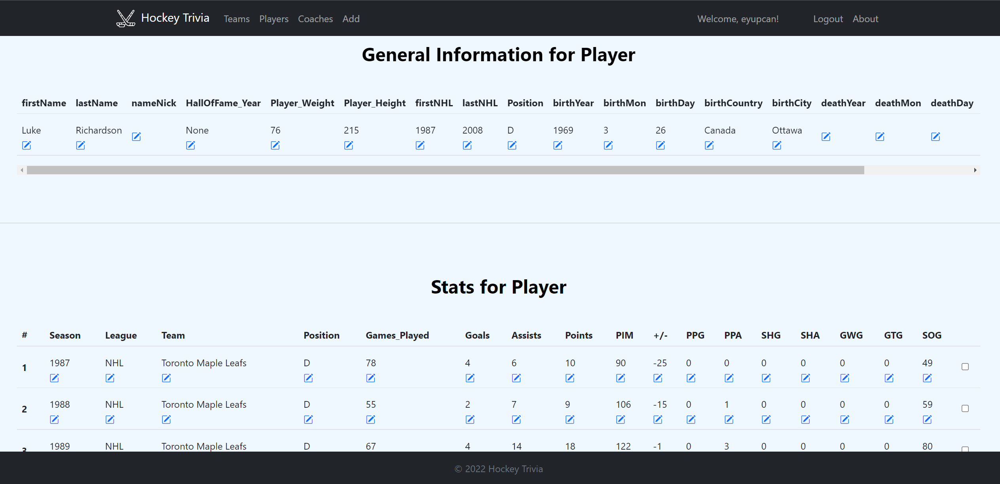 Hockey Trivia Teams Players Coaches Add Welcome, eyupcan! Logout About
General Information for Player
firstName lastName nameNick HallOfFame_Year Player_Weight Player_Height firstNHL lastNHL Position birthYear birthMon birthDay birthCountry birthCity deathYear deathMon deathDay
Luke Richardson None 76 215 1987 2008 D 1969 3 26 Canada Ottawa
Stats for Player
# Season League Team Position Games_Played Goals Assists Points PIM +/- PPG PPA SHG SHA GWG GTG SOG
1 1987 NHL Toronto Maple Leafs D 78 4 6 10 90 -25 0 0 0 0 0 0 49
2 1988 NHL Toronto Maple Leafs D 55 2 7 9 106 -15 0 1 0 0 0 0 59
3 1989 NHL Toronto Maple Leafs D 67 4 14 18 122 -1 0 3 0 0 0 0 80
© 2022 Hockey Trivia